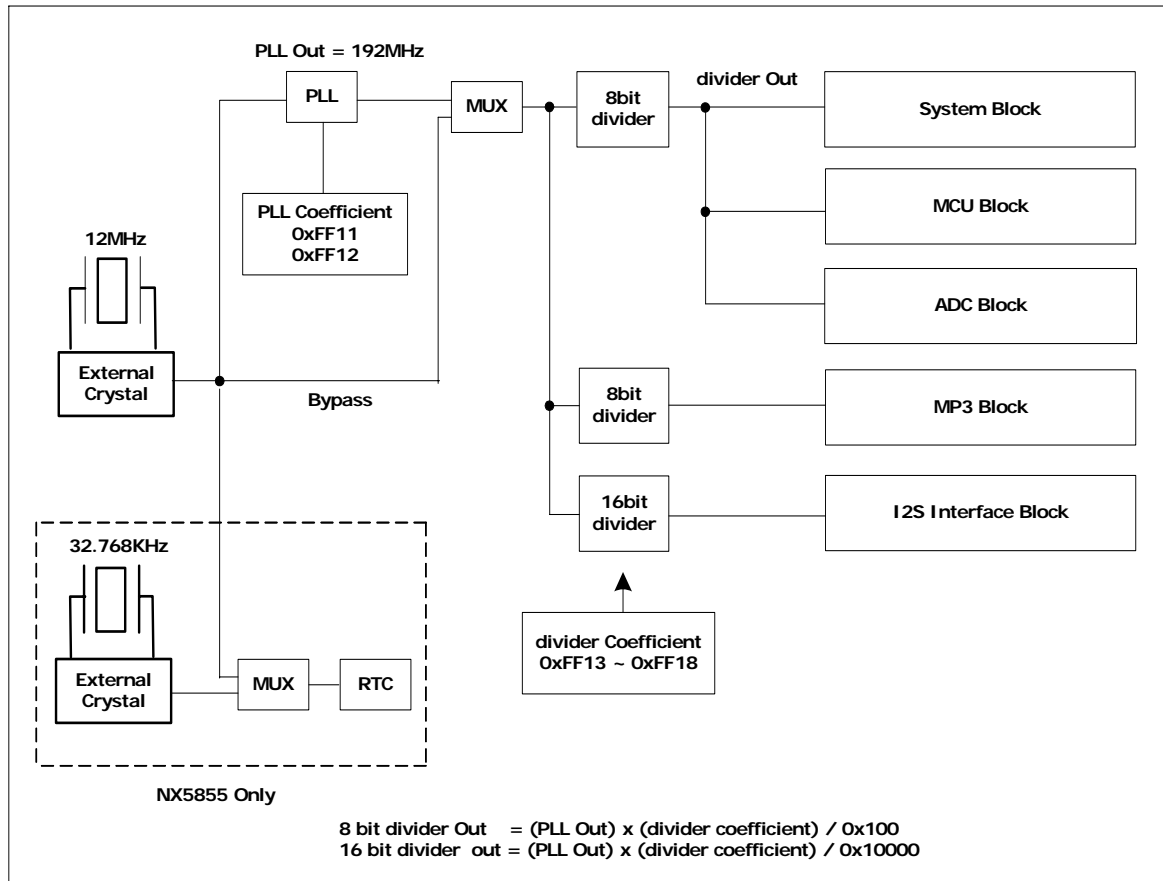 PLL Out = 192MHz
PLL
MUX
8bit
divider
divider Out
System Block
PLL Coefficient
0xFF11
0xFF12
MCU Block
12MHz
ADC Block
External
Crystal
Bypass
8bit
divider
MP3 Block
16bit
divider
I2S Interface Block
32.768KHz
divider Coefficient
0xFF13 ~ 0xFF18
External
Crystal
MUX
RTC
NX5855 Only
8 bit divider Out = (PLL Out) x (divider coefficient) / 0x100
16 bit divider out = (PLL Out) x (divider coefficient) / 0x10000